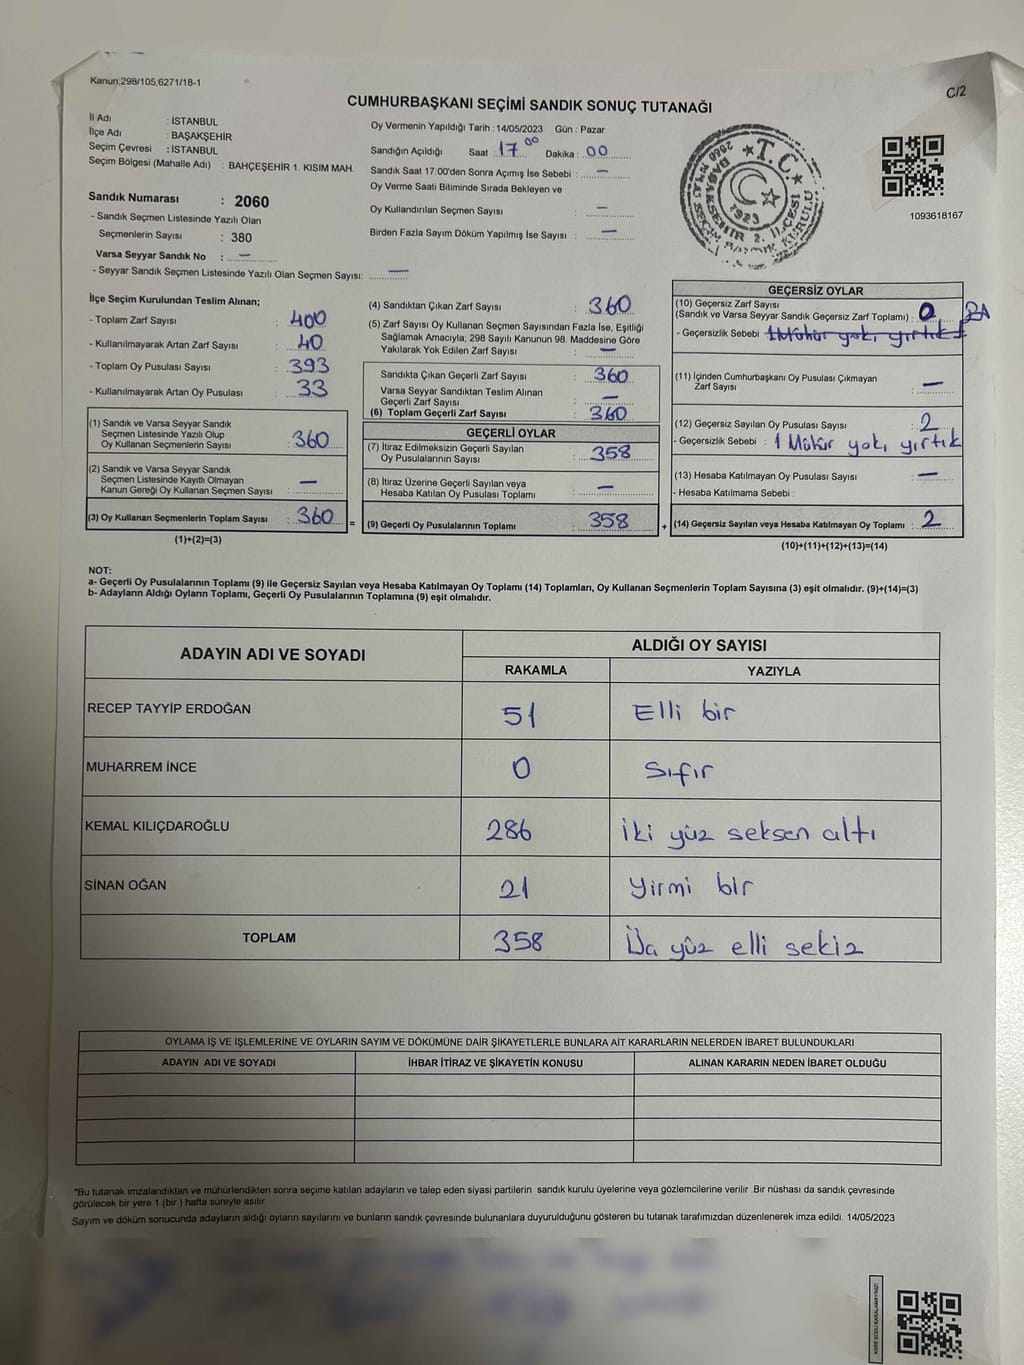 Kanun:298/105,6271/18-1
C/2
CUMHURBAŞKANI SEÇİMİ SANDIK SONUÇ TUTANAĞI
İl Adı : İSTANBUL
İlçe Adı : BAŞAKŞEHİR
Seçim Çevresi : İSTANBUL
Seçim Bölgesi (Mahalle Adı) : BAHÇEŞEHİR 1. KISIM MAH.
Sandık Numarası : 2060
- Sandık Seçmen Listesinde Yazılı Olan
Seçmenlerin Sayısı : 380
Varsa Seyyar Sandık No : —
- Seyyar Sandık Seçmen Listesinde Yazılı Olan Seçmen Sayısı: —
Oy Vermenin Yapıldığı Tarih : 14/05/2023 Gün : Pazar
Sandığın Açıldığı Saat : 17 00 Dakika : 00
Sandık Saat 17.00'den Sonra Açımış İse Sebebi : —
Oy Verme Saati Bitiminde Sırada Bekleyen ve
Oy Kullandırılan Seçmen Sayısı : —
Birden Fazla Sayım Döküm Yapılmış İse Sayısı : —
T.C.
1923
1093618167
İlçe Seçim Kurulundan Teslim Alınan;
- Toplam Zarf Sayısı : 400
- Kullanılmayarak Artan Zarf Sayısı : 40
- Toplam Oy Pusulası Sayısı : 393
- Kullanılmayarak Artan Oy Pusulası : 33
(1) Sandık ve Varsa Seyyar Sandık
Seçmen Listesinde Yazılı Olup
Oy Kullanan Seçmenlerin Sayısı : 360
(2) Sandık ve Varsa Seyyar Sandık
Seçmen Listesinde Kayıtlı Olmayan
Kanun Gereği Oy Kullanan Seçmen Sayısı : —
(3) Oy Kullanan Seçmenlerin Toplam Sayısı : 360
(1)+(2)=(3)
=
(4) Sandıktan Çıkan Zarf Sayısı : 360
(5) Zarf Sayısı Oy Kullanan Seçmen Sayısından Fazla İse, Eşitliği
Sağlamak Amacıyla, 298 Sayılı Kanunun 98. Maddesine Göre
Yakılarak Yok Edilen Zarf Sayısı : —
Sandıkta Çıkan Geçerli Zarf Sayısı : 360
Varsa Seyyar Sandıktan Teslim Alınan
Geçerli Zarf Sayısı : —
(6) Toplam Geçerli Zarf Sayısı : 360
GEÇERLİ OYLAR
(7) İtiraz Edilmeksizin Geçerli Sayılan
Oy Pusulalarının Sayısı : 358
(8) İtiraz Üzerine Geçerli Sayılan veya
Hesaba Katılan Oy Pusulası Toplamı : —
(9) Geçerli Oy Pusulalarının Toplamı : 358
+
GEÇERSİZ OYLAR
(10) Geçersiz Zarf Sayısı
(Sandık ve Varsa Seyyar Sandık Geçersiz Zarf Toplamı) : 0
- Geçersizlik Sebebi : 1 Mühür yok, yırtık
(11) İçinden Cumhurbaşkanı Oy Pusulası Çıkmayan
Zarf Sayısı : —
(12) Geçersiz Sayılan Oy Pusulası Sayısı : 2
- Geçersizlik Sebebi : 1 Mühür yok, yırtık
(13) Hesaba Katılmayan Oy Pusulası Sayısı : —
- Hesaba Katılmama Sebebi :
(14) Geçersiz Sayılan veya Hesaba Katılmayan Oy Toplamı : 2
(10)+(11)+(12)+(13)=(14)
NOT:
a- Geçerli Oy Pusulalarının Toplamı (9) ile Geçersiz Sayılan veya Hesaba Katılmayan Oy Toplamı (14) Toplamları, Oy Kullanan Seçmenlerin Toplam Sayısına (3) eşit olmalıdır. (9)+(14)=(3)
b- Adayların Aldığı Oyların Toplamı, Geçerli Oy Pusulalarının Toplamına (9) eşit olmalıdır.
ADAYIN ADI VE SOYADI
ALDIĞI OY SAYISI
RAKAMLA YAZIYLA
RECEP TAYYİP ERDOĞAN 51 Elli bir
MUHARREM İNCE 0 Sıfır
KEMAL KILIÇDAROĞLU 286 İki yüz seksen altı
SİNAN OĞAN 21 Yirmi bir
TOPLAM 358 Üç yüz elli sekiz
OYLAMA İŞ VE İŞLEMLERİNE VE OYLARIN SAYIM VE DÖKÜMÜNE DAİR ŞİKAYETLERLE BUNLARA AİT KARARLARIN NELERDEN İBARET BULUNDUKLARI
ADAYIN ADI VE SOYADI İHBAR İTİRAZ VE ŞİKAYETİN KONUSU ALINAN KARARIN NEDEN İBARET OLDUĞU
*Bu tutanak imzalandıktan ve mühürlendikten sonra seçime katılan adayların ve talep eden siyasi partilerin sandık kurulu üyelerine veya gözlemcilerine verilir .Bir nüshası da sandık çevresinde
görülecek bir yere 1 (bir ) hafta süreyle asılır
Sayım ve döküm sonucunda adayların aldığı oyların sayılarını ve bunların sandık çevresinde bulunanlara duyurulduğunu gösteren bu tutanak tarafımızdan düzenlenerek imza edildi. 14/05/2023